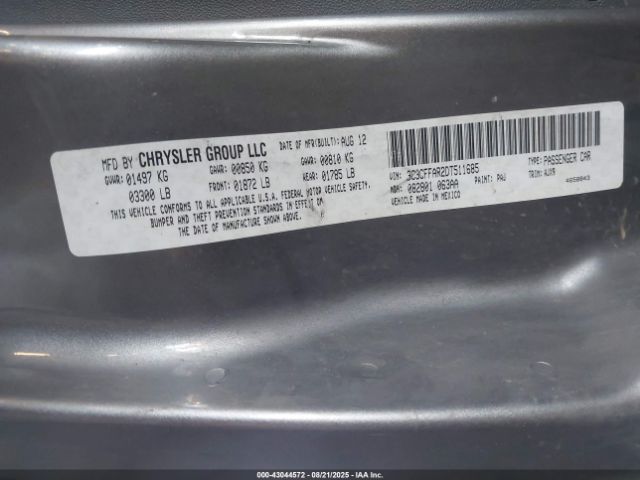 MFD BY CHRYSLER GROUP LLC DATE OF MFR(BUILT): AUG 12
GVWR: 01497 KG GAWR: 00850 KG GAWR: 00810 KG
03300 LB FRONT: 01872 LB REAR: 01785 LB
THIS VEHICLE CONFORMS TO ALL APPLICABLE U.S.A. FEDERAL MOTOR VEHICLE SAFETY,
BUMPER AND THEFT PREVENTION STANDARDS IN EFFECT ON
THE DATE OF MANUFACTURE SHOWN ABOVE.
VIN: 3C3CFFAR2DT511685 TYPE: PASSENGER CAR
MDH: 082801 063AA PAINT: PAU TRIM:
VEHICLE MADE IN MEXICO
000-43044572 - 08/21/2025 - IAA Inc.